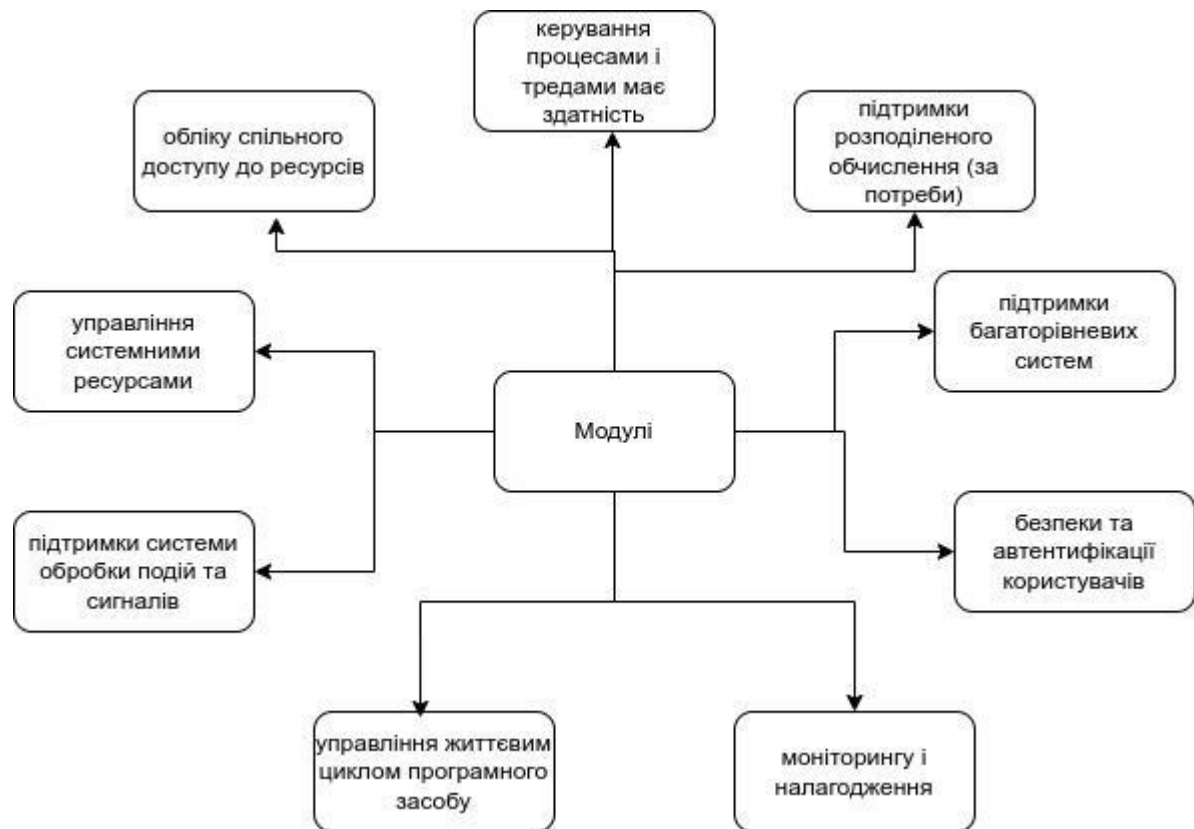 керування
процесами і
тредами має
здатність
обліку спільного
доступу до ресурсів
підтримки
розподіленого
обчислення (за
потреби)
управління
системними
ресурсами
підтримки
багаторівневих
систем
Модулі
підтримки системи
обробки подій та
сигналів
безпеки та
автентифікації
користувачів
управління життєвим
циклом програмного
засобу
моніторингу і
налагодження